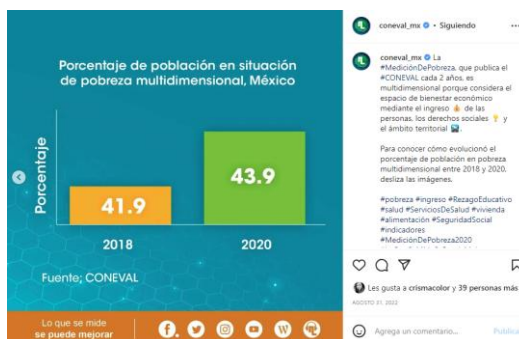 Porcentaje de población en situación
de pobreza multidimensional, México
Porcentaje
41.9
43.9
2018
2020
Fuente; CONEVAL
Lo que se mide
se puede mejorar
coneval_mx • Siguiendo
coneval_mx La
#MediciónDePobreza, que publica el
#CONEVAL cada 2 años, es
multidimensional porque considera el
espacio de bienestar económico
mediante el ingreso 💰 de las
personas, los derechos sociales y
el ámbito territorial
Para conocer cómo evolucionó el
porcentaje de población en pobreza
multidimensional entre 2018 y 2020,
desliza las imágenes.
#pobreza #ingreso #RezagoEducativo
#salud #ServiciosDeSalud #vivienda
#alimentación #SeguridadSocial
#indicadores
#MediciónDePobreza2020
Les gusta a crismacolor y 39 personas más
AGOSTO 31, 2022
Agrega un comentario...
Publicar